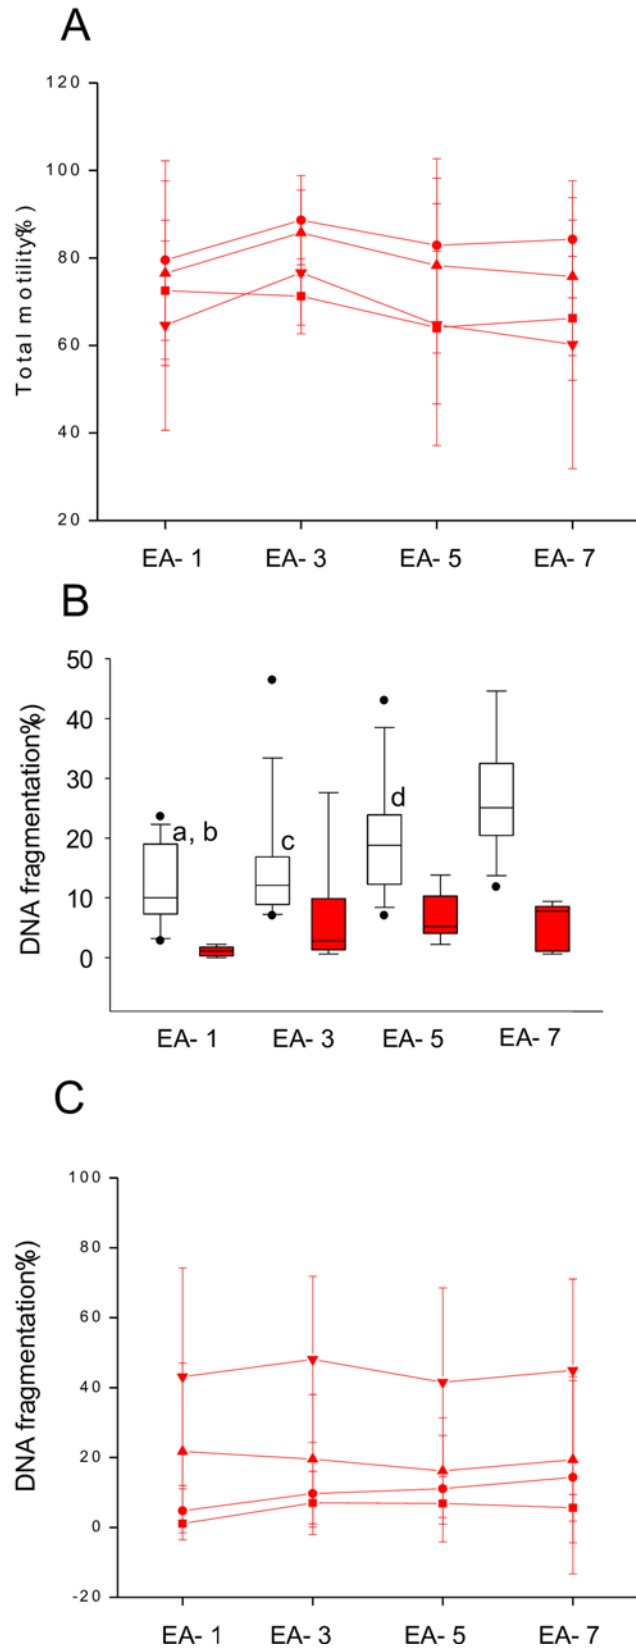 A
120
100
80
60
40
20
Total motility%)
EA- 1 EA- 3 EA- 5 EA- 7
B
50
40
30
20
10
0
DNA fragmentation%)
a, b
c
d
EA- 1 EA- 3 EA- 5 EA- 7
C
100
80
60
40
20
0
-20
DNA fragmentation%)
EA- 1 EA- 3 EA- 5 EA- 7